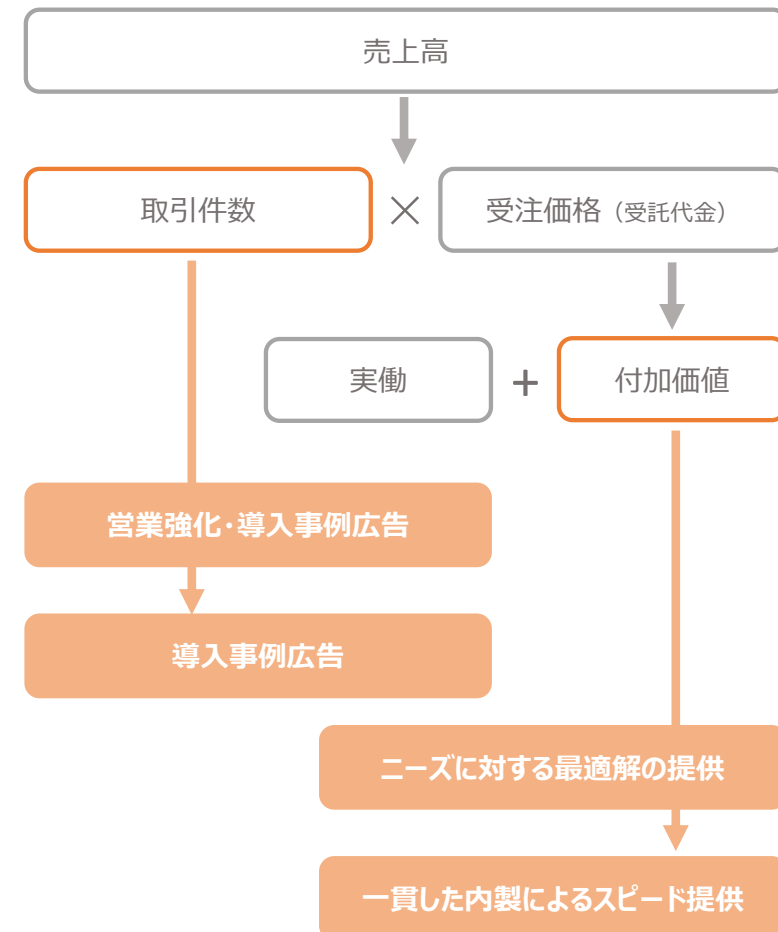 売上高
取引件数 × 受注価格（受託代金）
実働 + 付加価値
営業強化・導入事例広告
導入事例広告
ニーズに対する最適解の提供
一貫した内製によるスピード提供